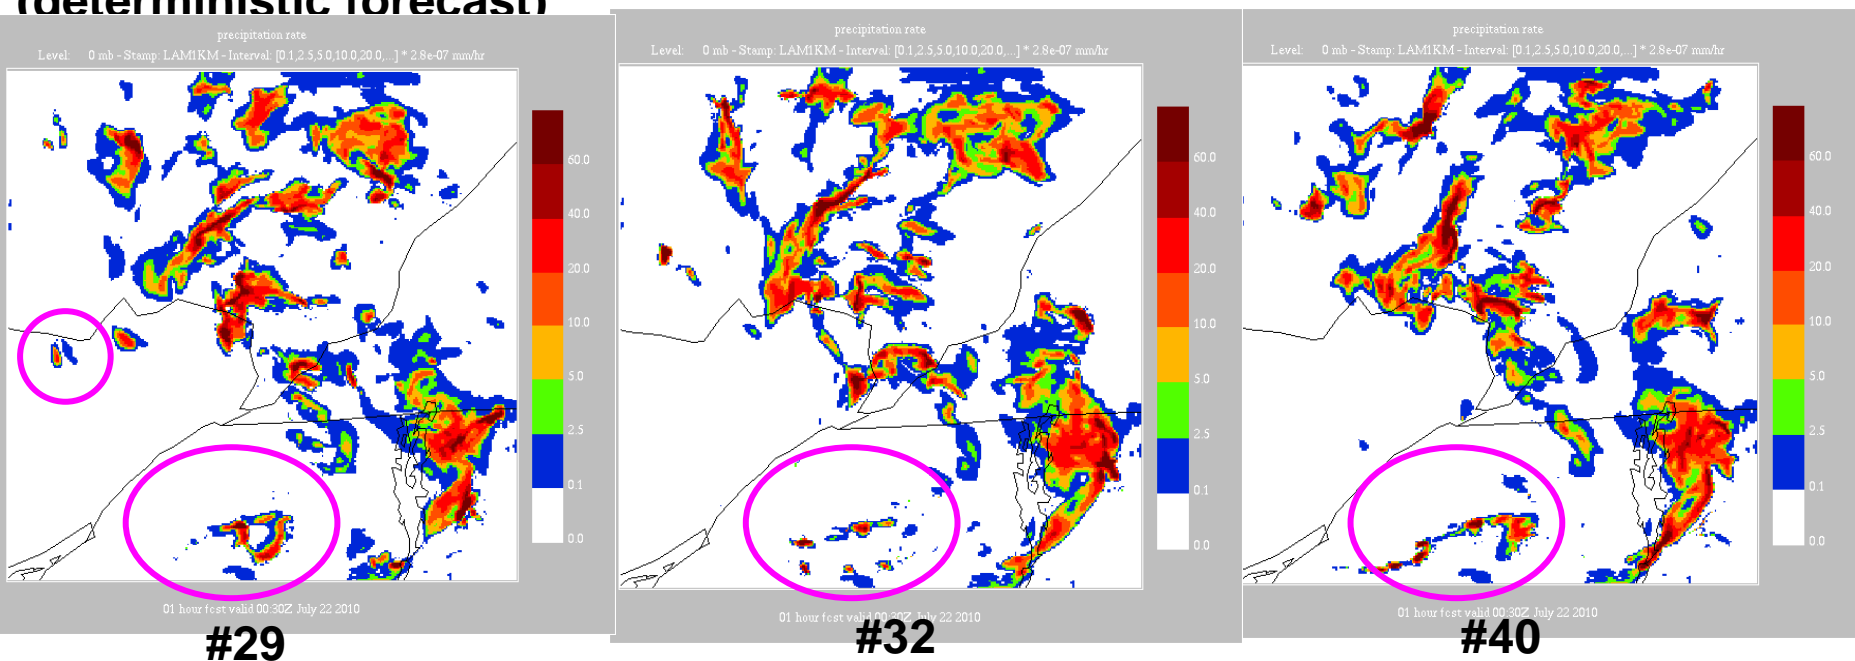 (deterministic forecast)
precipitation rate
Level: 0 mb - Stamp: LAM1KM - Interval: [0.1,2.5,5.0,10.0,20.0,...] * 2.8e-07 mm/hr
60.0
40.0
20.0
10.0
5.0
2.5
0.1
0.0
01 hour fcst valid 00:30Z July 22 2010
#29
precipitation rate
Level: 0 mb - Stamp: LAM1KM - Interval: [0.1,2.5,5.0,10.0,20.0,...] * 2.8e-07 mm/hr
60.0
40.0
20.0
10.0
5.0
2.5
0.1
0.0
01 hour fcst valid 00:30Z July 22 2010
#32
precipitation rate
Level: 0 mb - Stamp: LAM1KM - Interval: [0.1,2.5,5.0,10.0,20.0,...] * 2.8e-07 mm/hr
60.0
40.0
20.0
10.0
5.0
2.5
0.1
0.0
01 hour fcst valid 00:30Z July 22 2010
#40